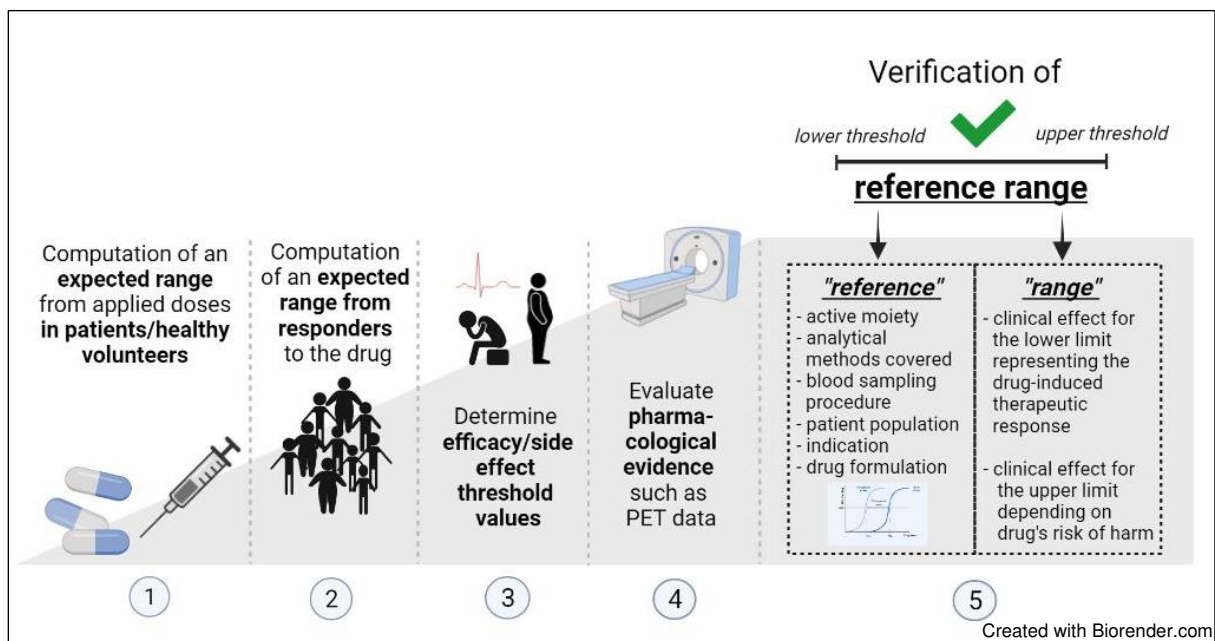 Verification of
lower threshold
upper threshold
reference range
Computation of an
expected range
from applied doses
in patients/healthy
volunteers
Computation
of an expected
range from
responders
to the drug
Determine
efficacy/side
effect
threshold
values
Evaluate
pharma-
cological
evidence
such as
PET data
"reference"
- active moiety
- analytical
methods covered
- blood sampling
procedure
- patient population
- indication
- drug formulation
"range"
- clinical effect for
the lower limit
representing the
drug-induced
therapeutic
response
- clinical effect for
the upper limit
depending on
drug's risk of harm
1
2
3
4
5
Created with Biorender.com